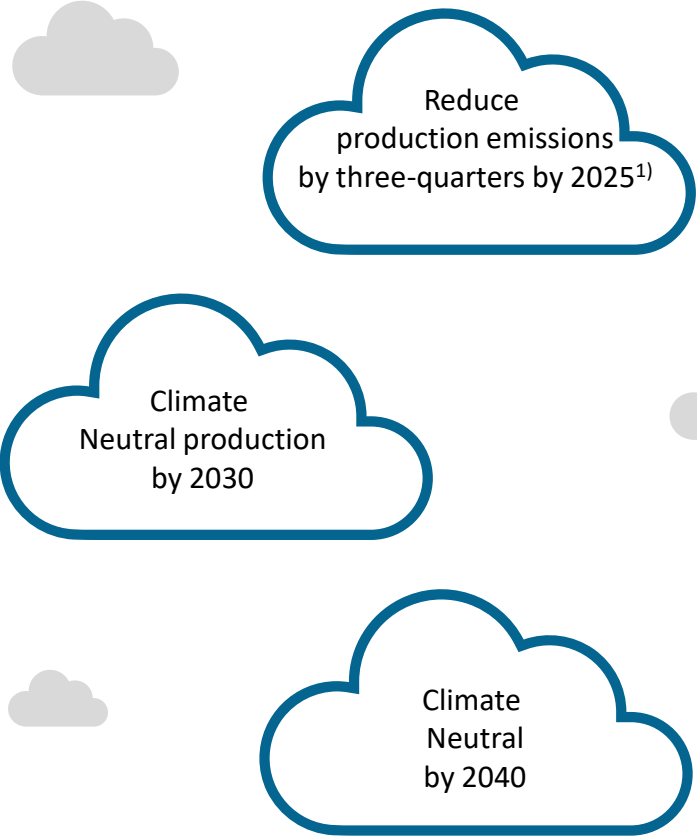 Reduce
production emissions
by three-quarters by 2025¹⁾
Climate
Neutral production
by 2030
Climate
Neutral
by 2040